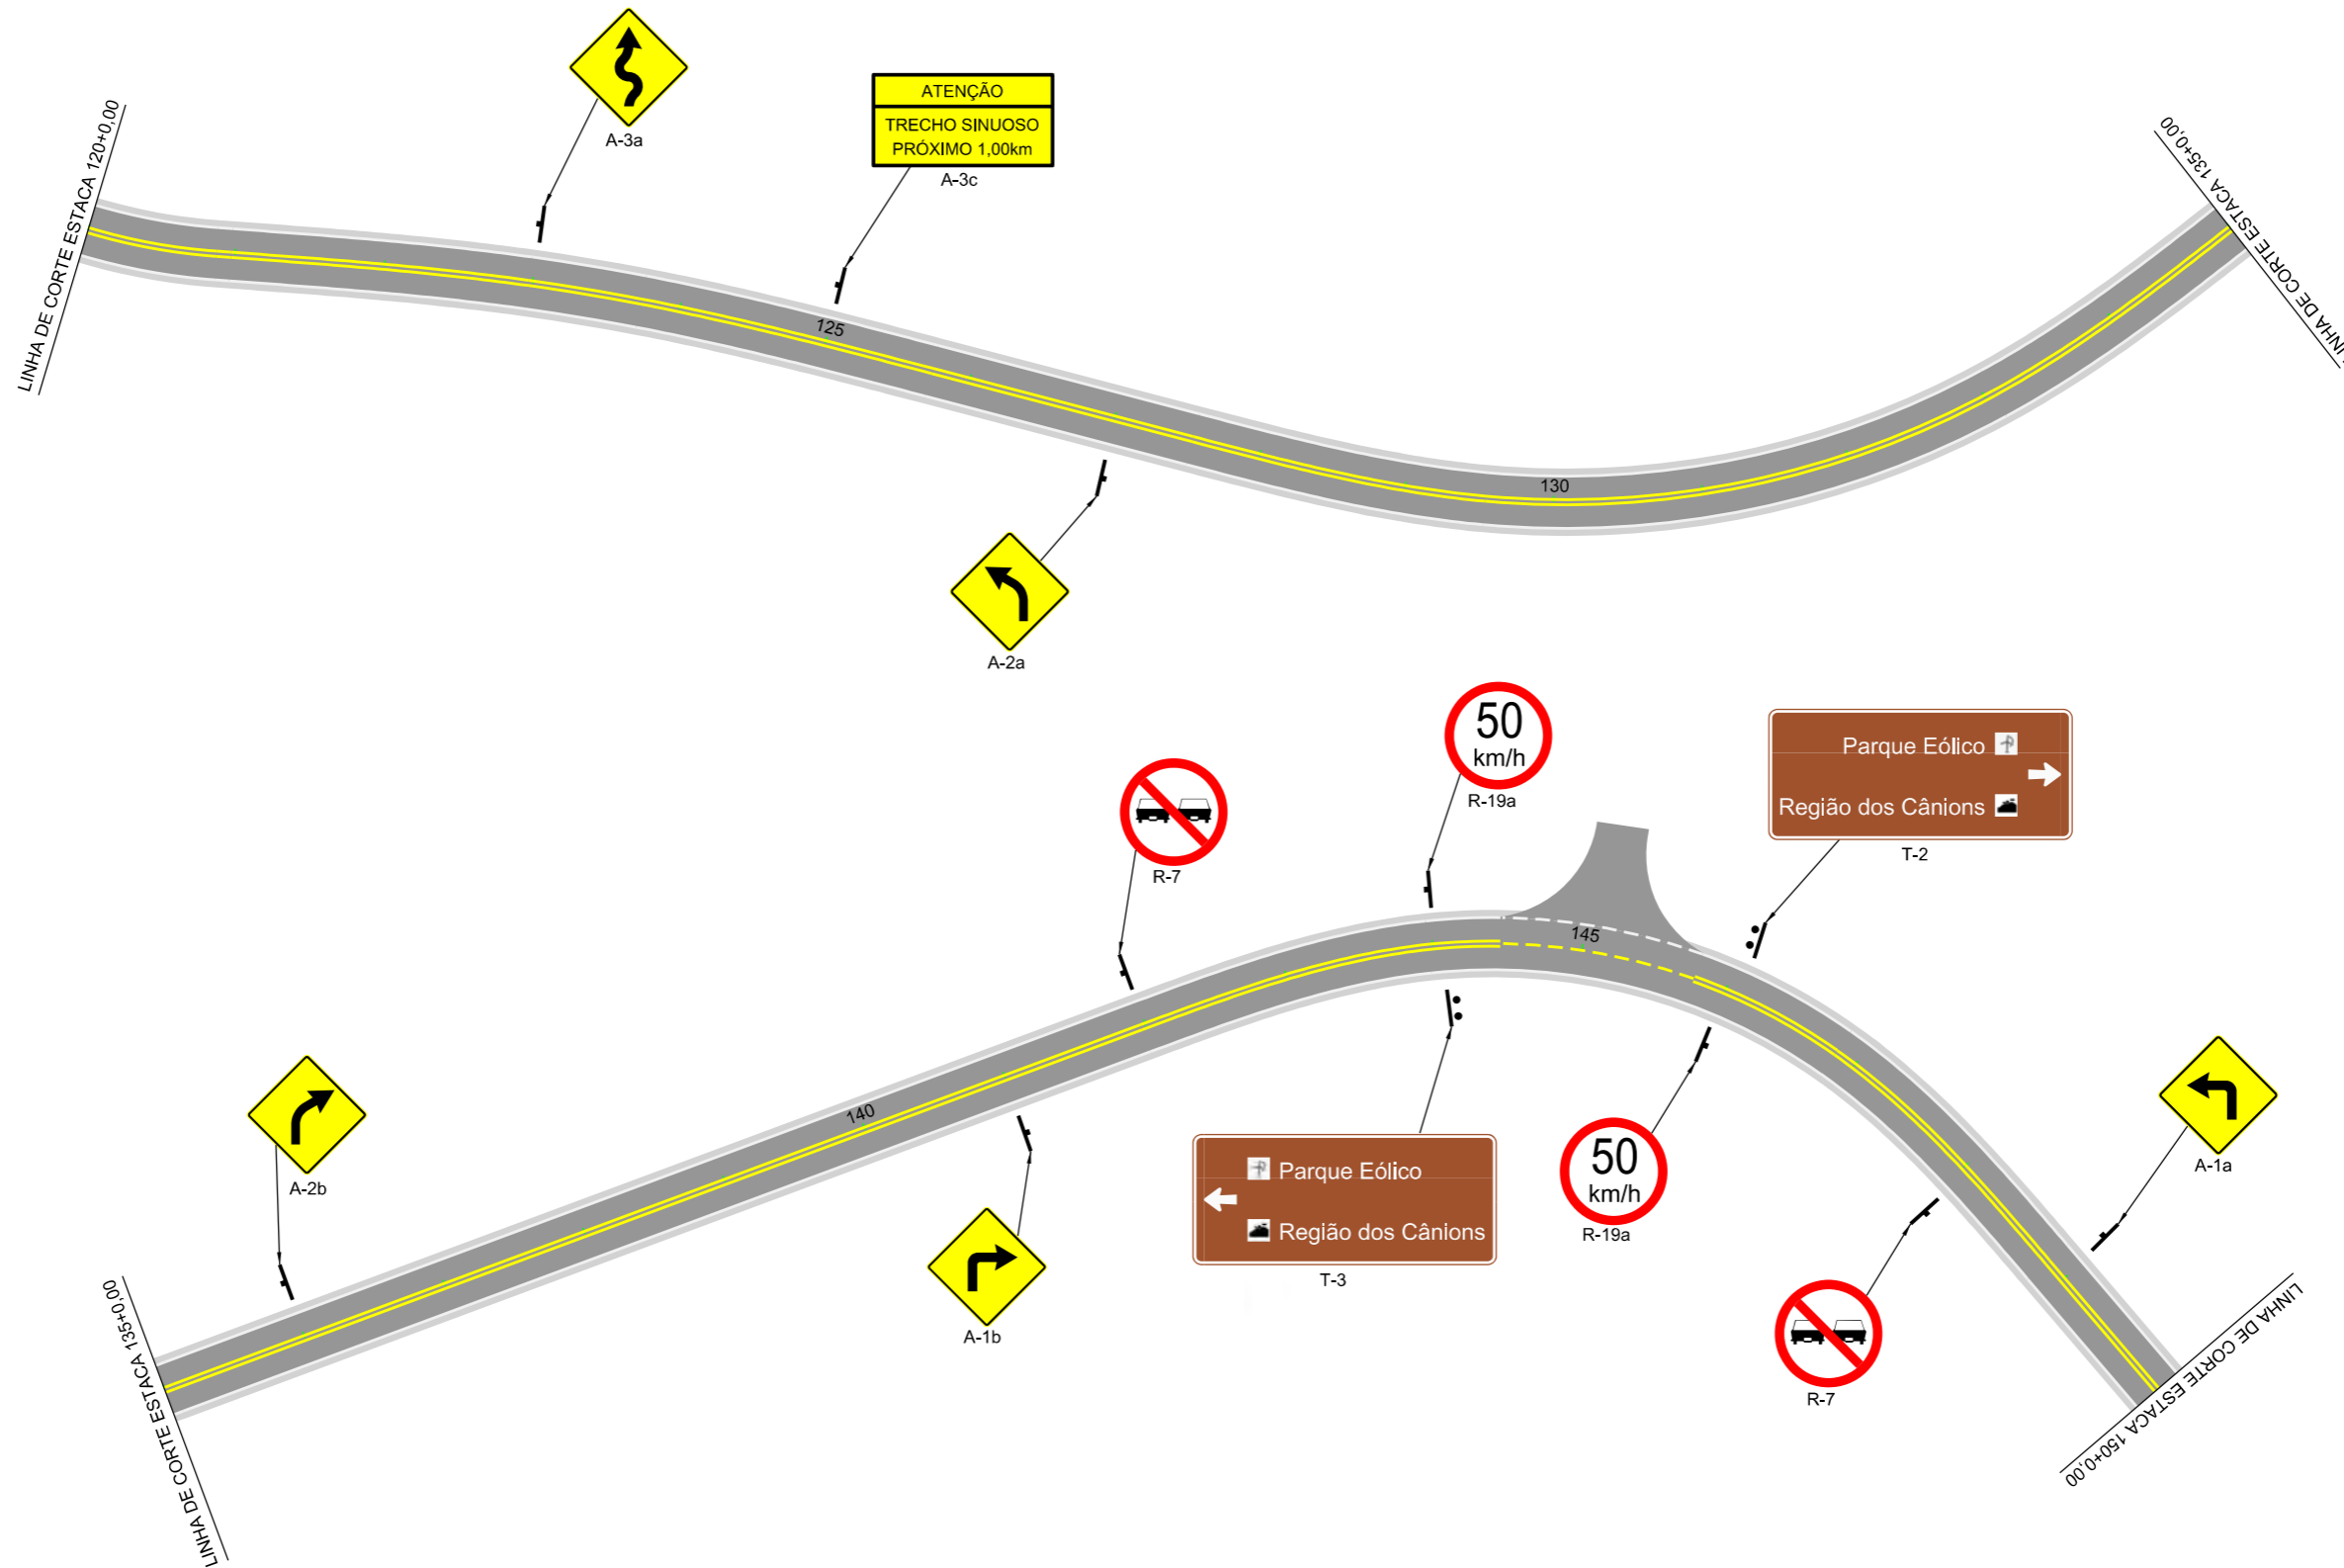 LINHA DE CORTE ESTACA 120+0,00
A-3a
ATENÇÃO
TRECHO SINUOSO
PRÓXIMO 1,00km
A-3c
125
A-2a
130
LINHA DE CORTE ESTACA 135+0,00
LINHA DE CORTE ESTACA 135+0,00
A-2b
140
R-7
A-1b
50
km/h
R-19a
145
Parque Eólico
Região dos Cânions
T-2
Parque Eólico
Região dos Cânions
T-3
50
km/h
R-19a
R-7
A-1a
LINHA DE CORTE ESTACA 150+0,00